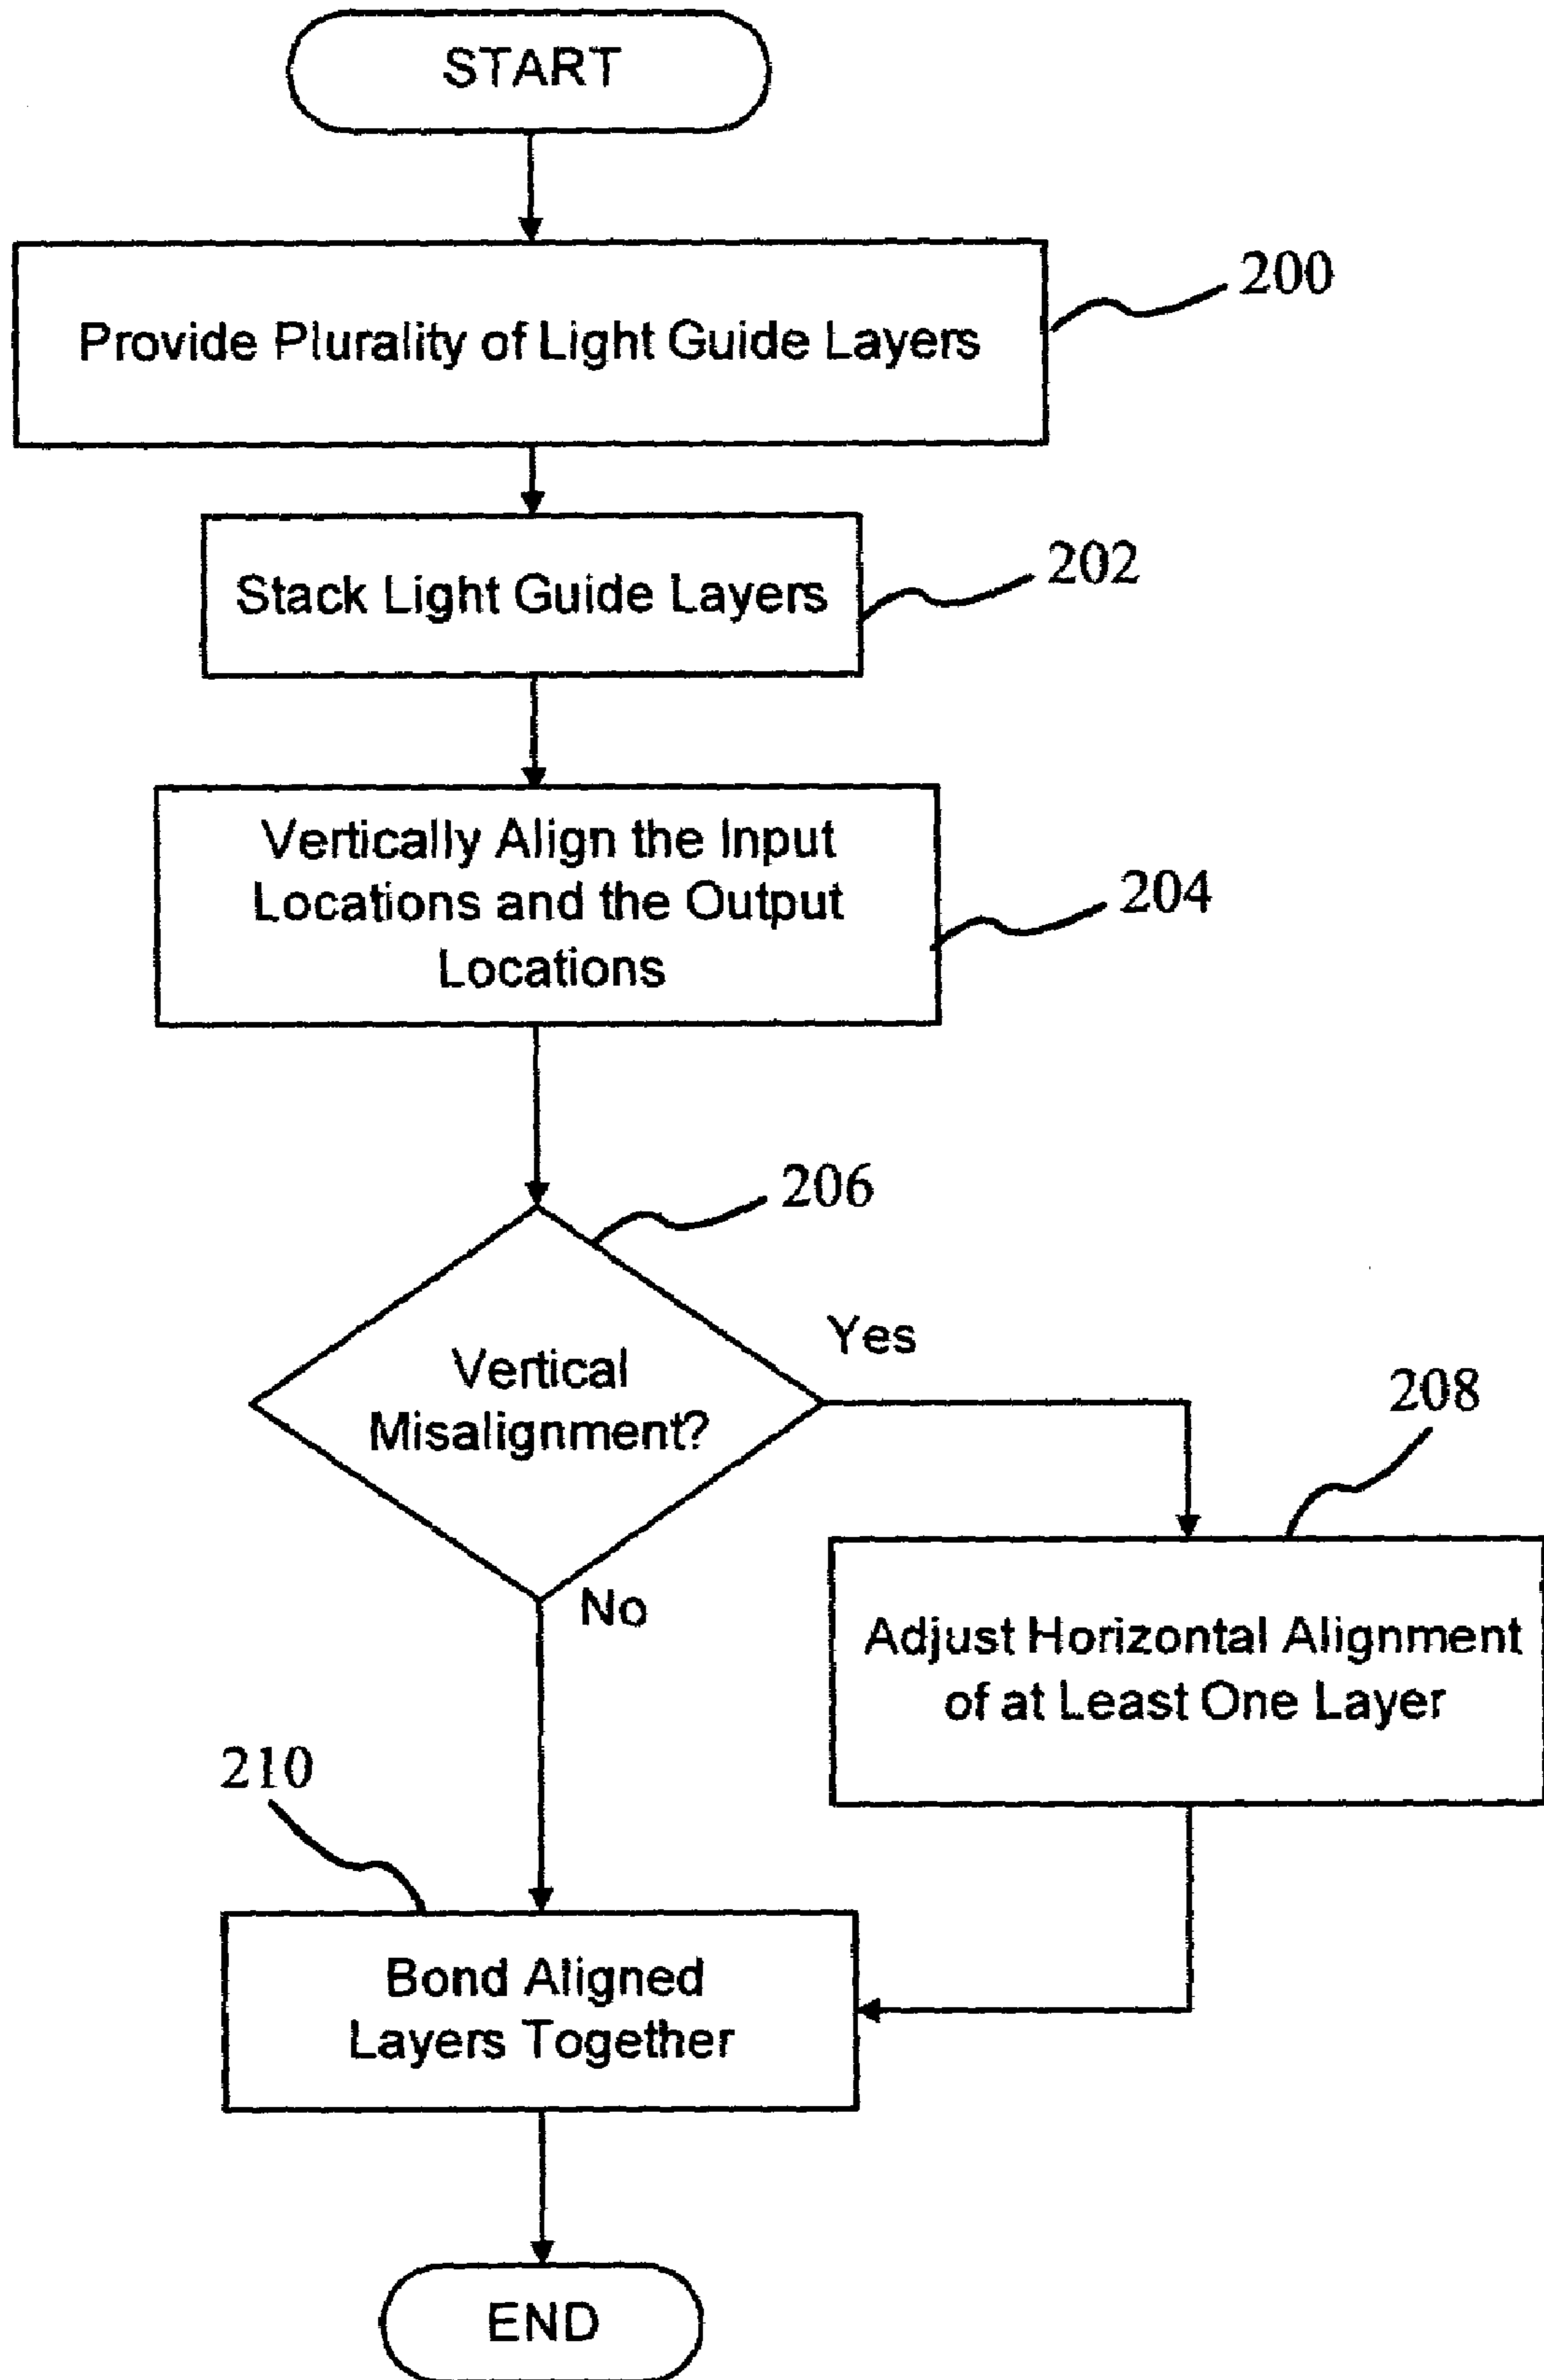 START
Provide Plurality of Light Guide Layers
200
Stack Light Guide Layers
202
Vertically Align the Input
Locations and the Output
Locations
204
206
Vertical
Misalignment?
Yes
No
208
Adjust Horizontal Alignment
of at Least One Layer
210
Bond Aligned
Layers Together
END